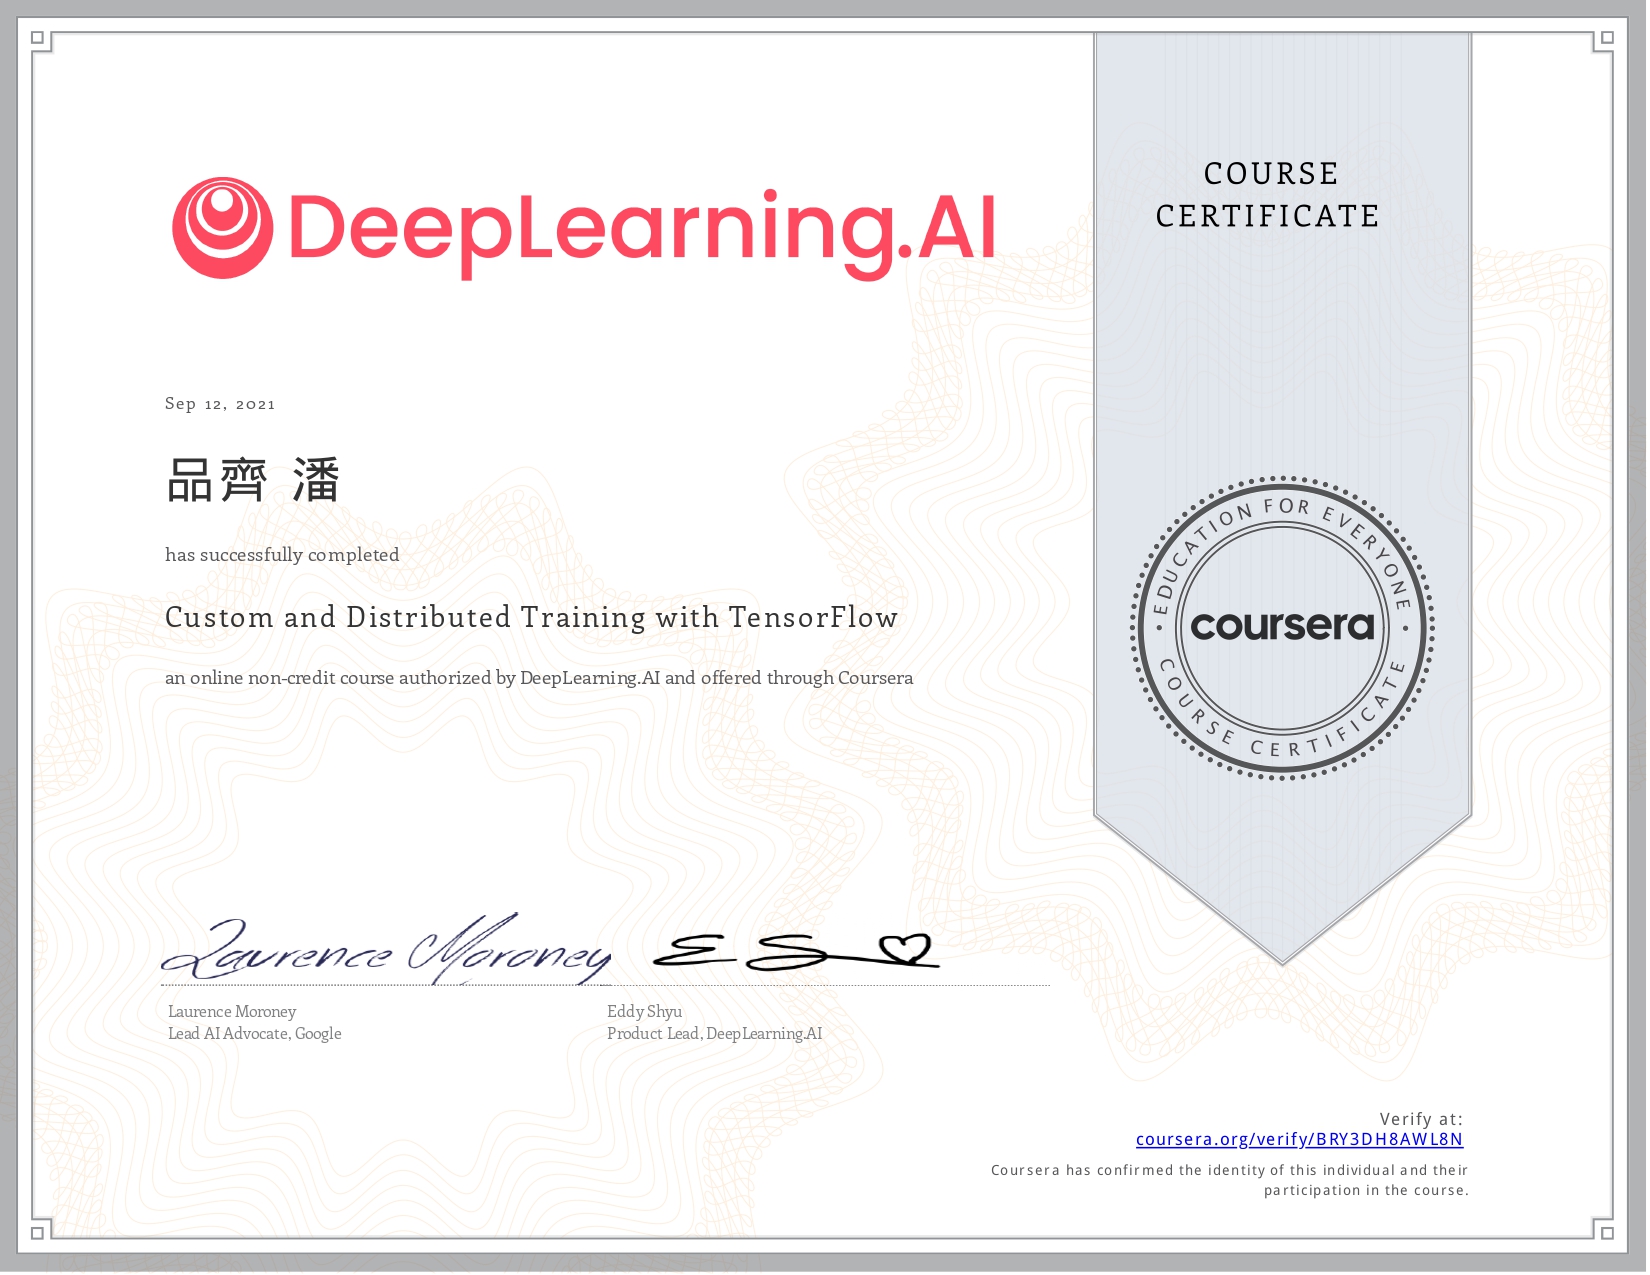 DeepLearning.AI
COURSE
CERTIFICATE
Sep 12, 2021
品齊 潘
has successfully completed
Custom and Distributed Training with TensorFlow
an online non-credit course authorized by DeepLearning.AI and offered through Coursera
EDUCATION FOR EVERYONE
coursera
COURSE CERTIFICATE
Laurence Moroney
Laurence Moroney
Lead AI Advocate, Google
E S
Eddy Shyu
Product Lead, DeepLearning.AI
Verify at:
coursera.org/verify/BRY3DH8AWL8N
Coursera has confirmed the identity of this individual and their
participation in the course.